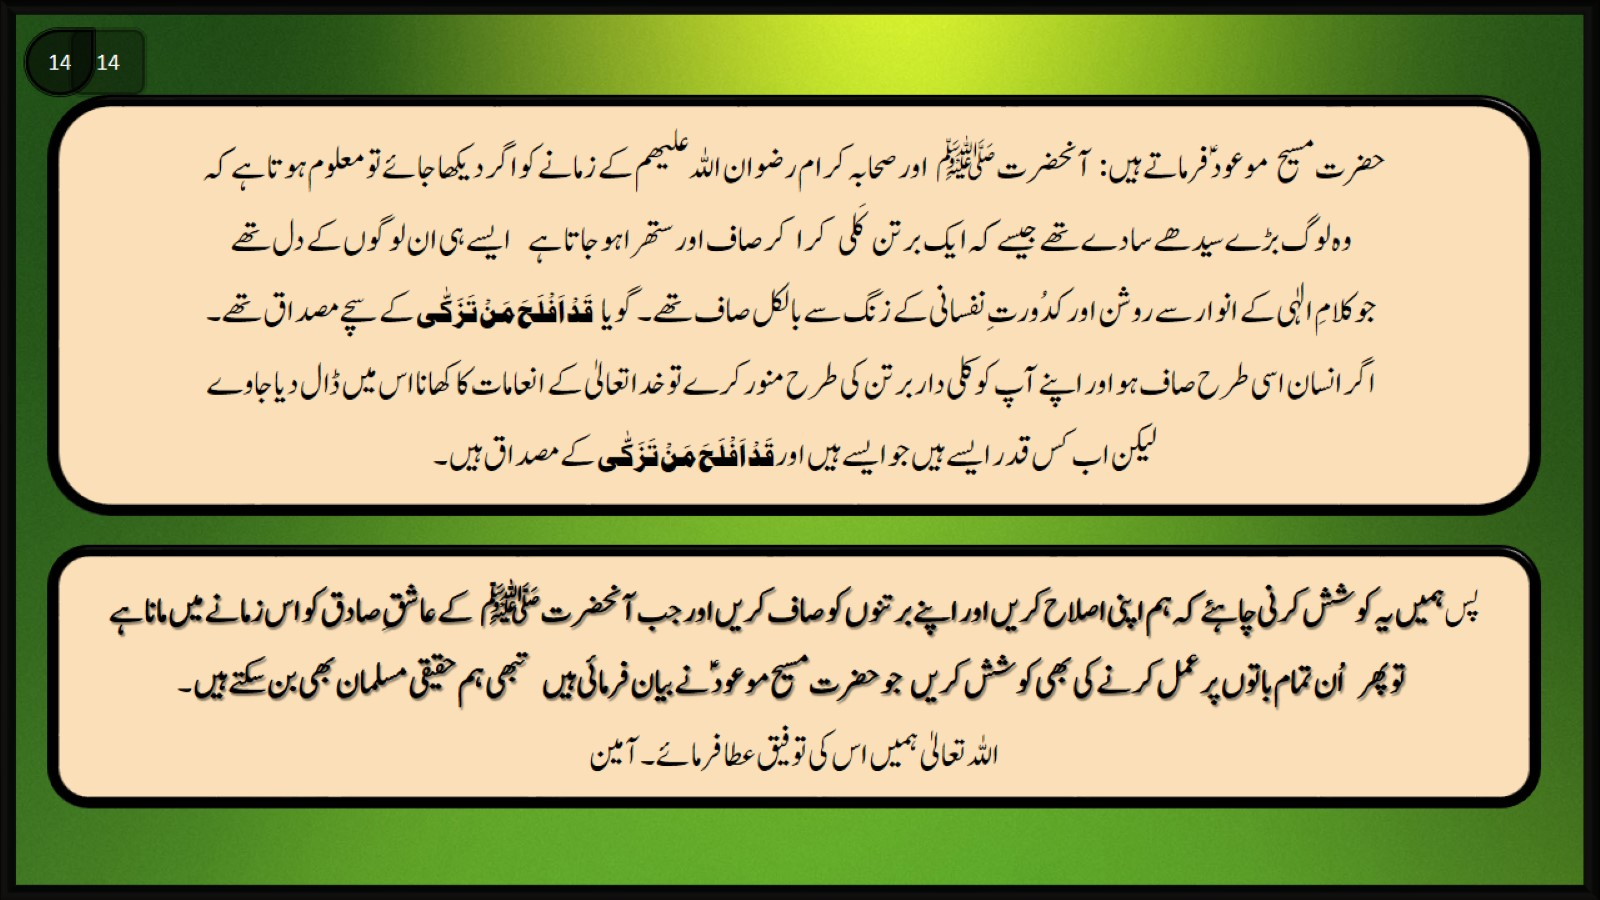 14 14
حضرت مسیح موعودؑ فرماتے ہیں: آنحضرت ﷺ اور صحابہ کرام رضوان اللہ علیھم کے زمانے کو اگر دیکھا جائے تو معلوم ہوتا ہے کہ
وہ لوگ بڑے سیدھے سادے تھے جیسے کہ ایک برتن کَلی کرا کر صاف اور ستھرا ہو جاتا ہے ایسے ہی ان لوگوں کے دل تھے
جو کلامِ الٰہی کے انوار سے روشن اور کدُورتِ نفسانی کے زنگ سے بالکل صاف تھے۔ گویا قَدْ اَفْلَحَ مَنْ تَزَکّٰی کے سچے مصداق تھے۔
اگر انسان اسی طرح صاف ہو اور اپنے آپ کو کلی دار برتن کی طرح منور کرے تو خدا تعالیٰ کے انعامات کا کھانا اس میں ڈال دیا جاوے
لیکن اب کس قدر ایسے ہیں جو ایسے ہیں اور قَدْ اَفْلَحَ مَنْ تَزَکّٰی کے مصداق ہیں۔
پس ہمیں یہ کوشش کرنی چاہئے کہ ہم اپنی اصلاح کریں اور اپنے برتنوں کو صاف کریں اور جب آنحضرت ﷺ کے عاشقِ صادق کو اس زمانے میں مانا ہے
تو پھر اُن تمام باتوں پر عمل کرنے کی بھی کوشش کریں جو حضرت مسیح موعودؑ نے بیان فرمائی ہیں تبھی ہم حقیقی مسلمان بھی بن سکتے ہیں۔
اللہ تعالیٰ ہمیں اس کی توفیق عطا فرمائے۔ آمین